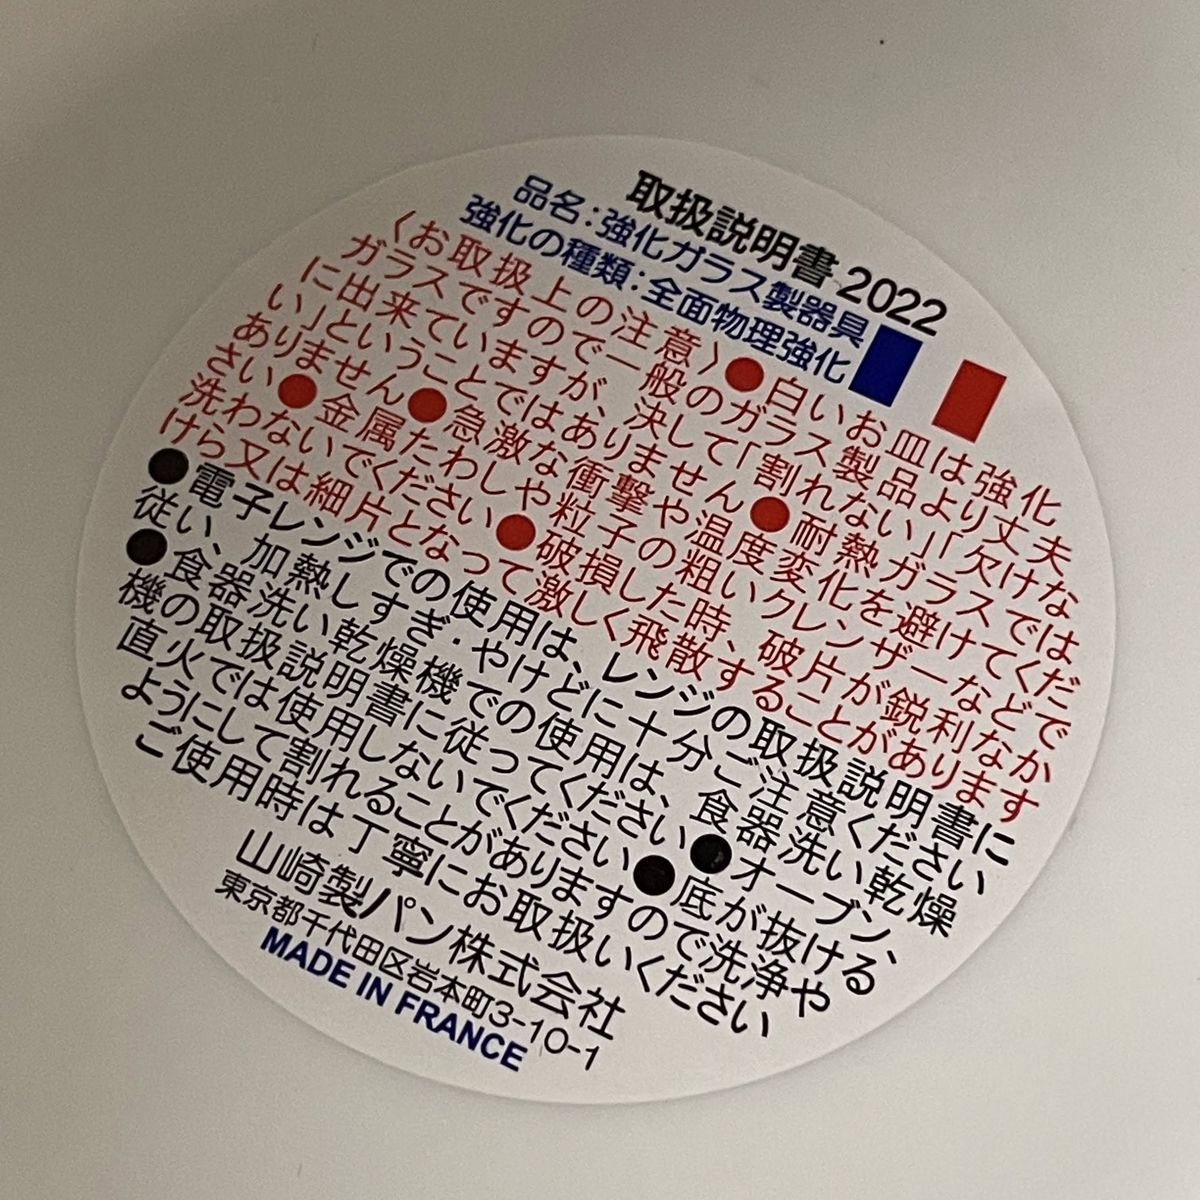 取扱説明書 2022
品名：強化ガラス製器具
強化の種類：全面物理強化
〈お取扱上の注意〉●白いお皿は強化
ガラスですので一般のガラス製品より丈夫
に出来ていますが、決して「割れない」「欠けな
い」ということではありません●耐熱ガラスでは
ありません●急激な衝撃や温度変化を避けてくだ
さい●金属たわしや粒子の粗いクレンザーなどで
洗わないでください●破損した時、破片が鋭利なか
けら又は細片となって激しく飛散することがあります
●電子レンジでの使用は、レンジの取扱説明書に
従い、加熱しすぎ・やけどに十分ご注意ください
●食器洗い乾燥機での使用は、食器洗い乾燥
機の取扱説明書に従ってください●オーブン、
直火では使用しないでください●底が抜ける
ようにして割れることがありますので洗浄や
ご使用時は丁寧にお取扱いください
山崎製パン株式会社
東京都千代田区岩本町3-10-1
MADE IN FRANCE